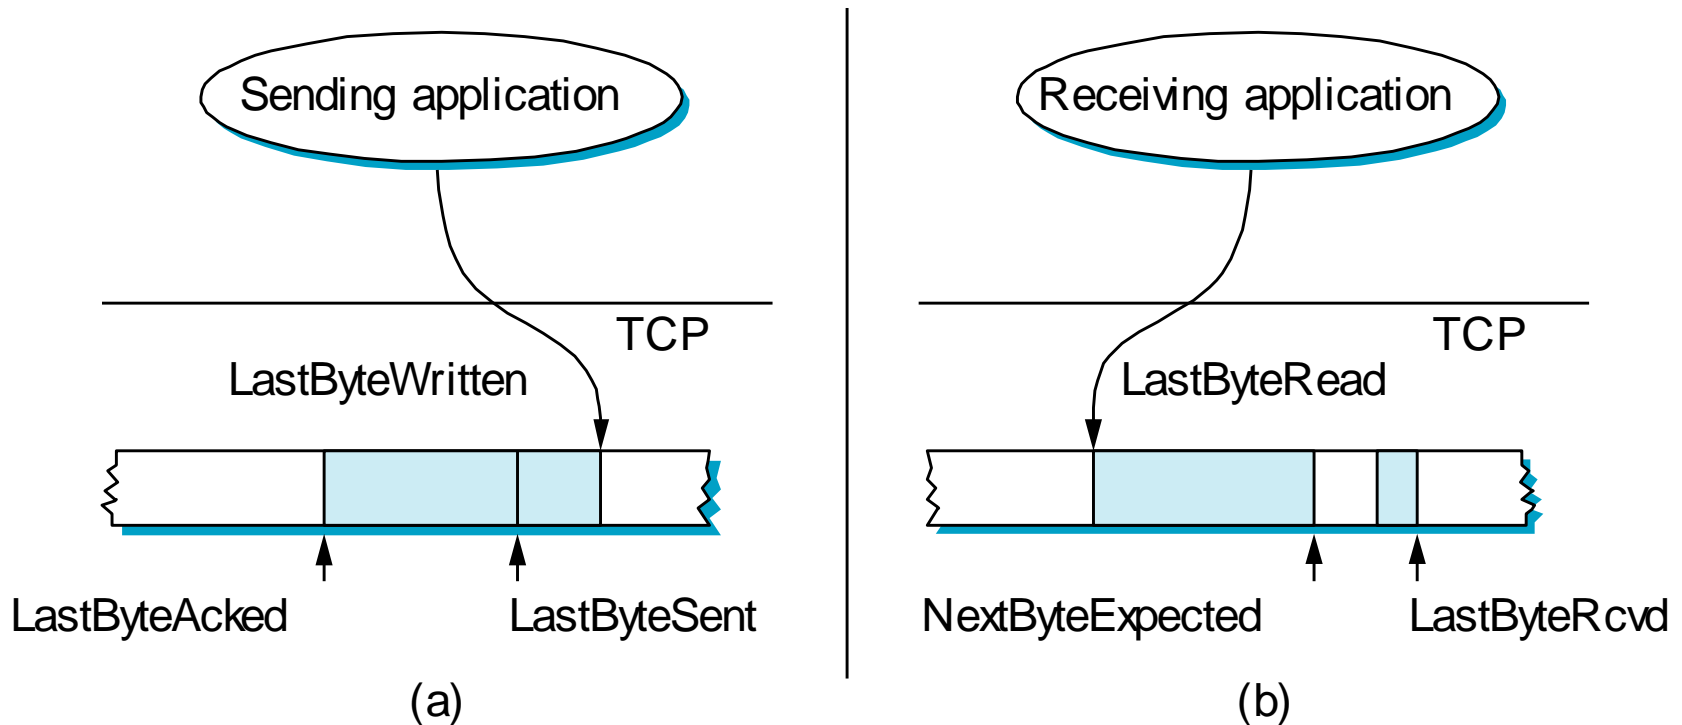 Sending application
TCP
LastByteWritten
LastByteAcked
LastByteSent
(a)
Receiving application
TCP
LastByteRead
NextByteExpected
LastByteRcvd
(b)